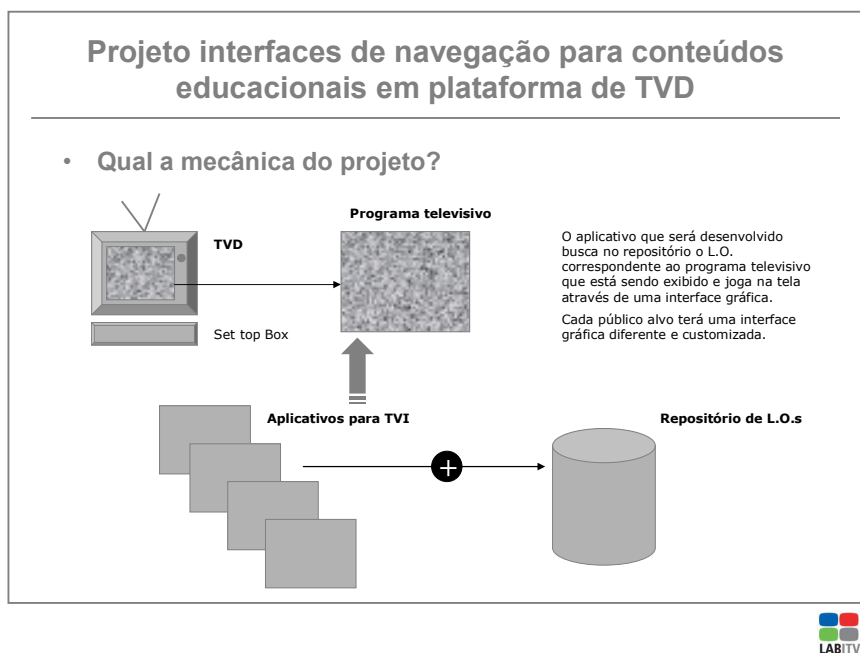 Projeto interfaces de navegação para conteúdos
educacionais em plataforma de TVD
• Qual a mecânica do projeto?
Programa televisivo
TVD
O aplicativo que será desenvolvido
busca no repositório o L.O.
correspondente ao programa televisivo
que está sendo exibido e joga na tela
através de uma interface gráfica.
Cada público alvo terá uma interface
gráfica diferente e customizada.
Set top Box
Aplicativos para TVI
Repositório de L.O.s
+
LABITV